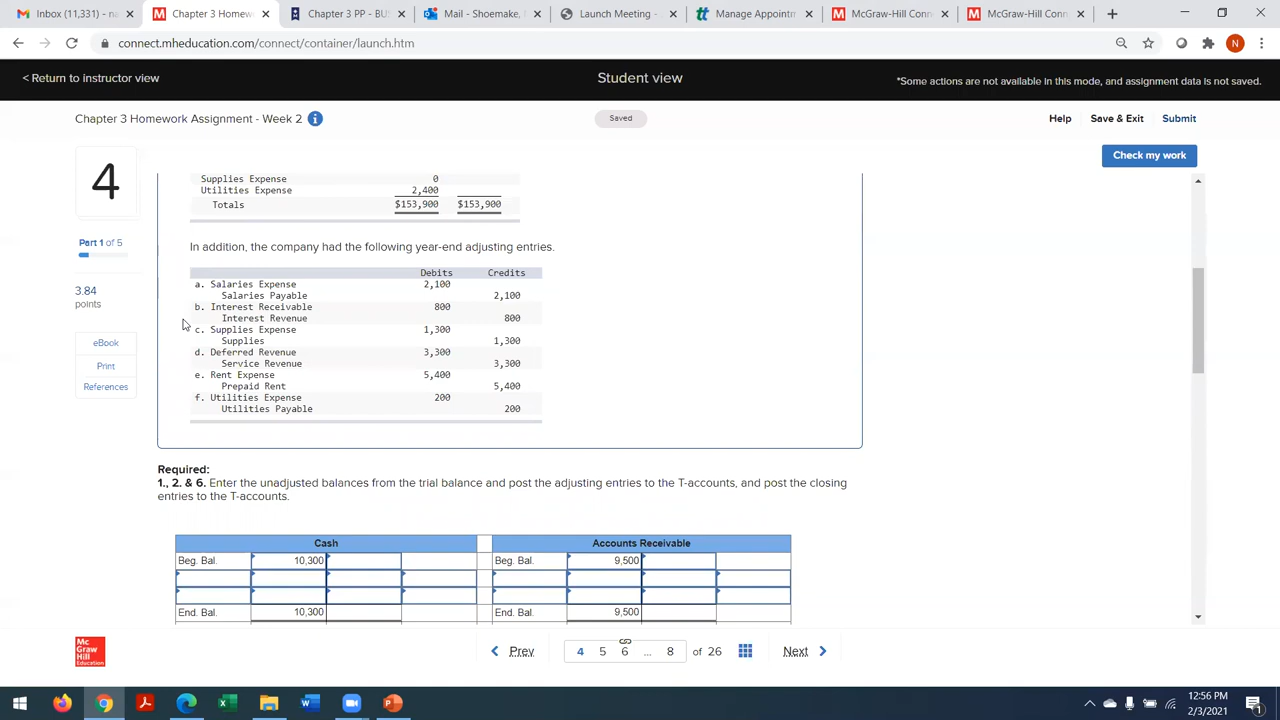 Inbox (11,331) - na
Chapter 3 Homew
Chapter 3 PP - BUS
Mail - Shoemake,
Launch Meeting -
Manage Appointm
McGraw-Hill Conn
McGraw-Hill Conn
connect.mheducation.com/connect/container/launch.htm
N
< Return to instructor view
Student view
*Some actions are not available in this mode, and assignment data is not saved.
Chapter 3 Homework Assignment - Week 2 i
Saved
Help Save & Exit Submit
Check my work
4
Part 1 of 5
3.84
points
eBook
Print
References
Supplies Expense 0
Utilities Expense 2,400
Totals $153,900 $153,900
In addition, the company had the following year-end adjusting entries.
Debits Credits
a. Salaries Expense 2,100
Salaries Payable 2,100
b. Interest Receivable 800
Interest Revenue 800
c. Supplies Expense 1,300
Supplies 1,300
d. Deferred Revenue 3,300
Service Revenue 3,300
e. Rent Expense 5,400
Prepaid Rent 5,400
f. Utilities Expense 200
Utilities Payable 200
Required:
1., 2. & 6. Enter the unadjusted balances from the trial balance and post the adjusting entries to the T-accounts, and post the closing
entries to the T-accounts.
Cash Accounts Receivable
Beg. Bal. 10,300 Beg. Bal. 9,500
End. Bal. 10,300 End. Bal. 9,500
Mc
Graw
Hill
Education
Prev 4 5 6 ... 8 of 26 Next
12:56 PM
2/3/2021